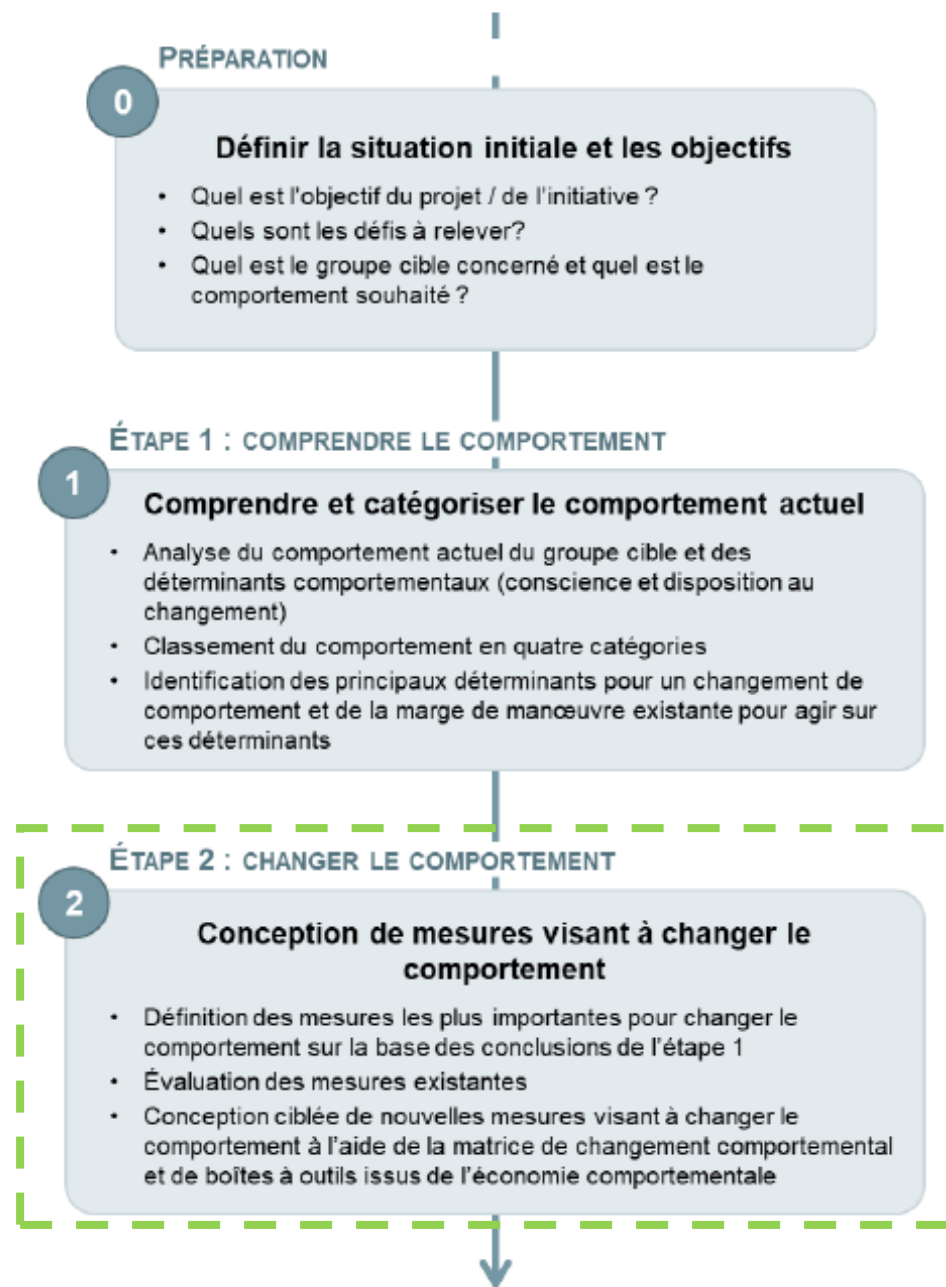 PRÉPARATION
0
Définir la situation initiale et les objectifs
• Quel est l'objectif du projet / de l'initiative ?
• Quels sont les défis à relever?
• Quel est le groupe cible concerné et quel est le
comportement souhaité ?
ÉTAPE 1 : COMPRENDRE LE COMPORTEMENT
1
Comprendre et catégoriser le comportement actuel
• Analyse du comportement actuel du groupe cible et des
déterminants comportementaux (conscience et disposition au
changement)
• Classement du comportement en quatre catégories
• Identification des principaux déterminants pour un changement de
comportement et de la marge de manœuvre existante pour agir sur
ces déterminants
ÉTAPE 2 : CHANGER LE COMPORTEMENT
2
Conception de mesures visant à changer le
comportement
• Définition des mesures les plus importantes pour changer le
comportement sur la base des conclusions de l'étape 1
• Évaluation des mesures existantes
• Conception ciblée de nouvelles mesures visant à changer le
comportement à l'aide de la matrice de changement comportemental
et de boîtes à outils issus de l'économie comportementale